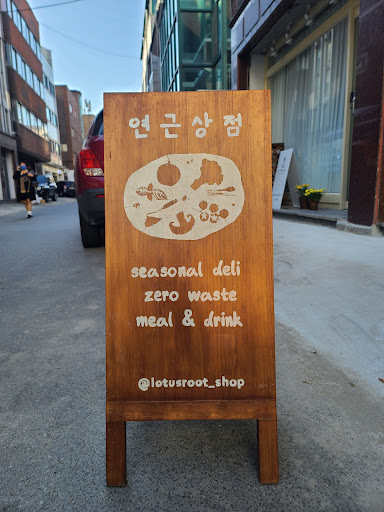 연근상점
seasonal deli
zero waste
meal & drink
@lotusroot_shop